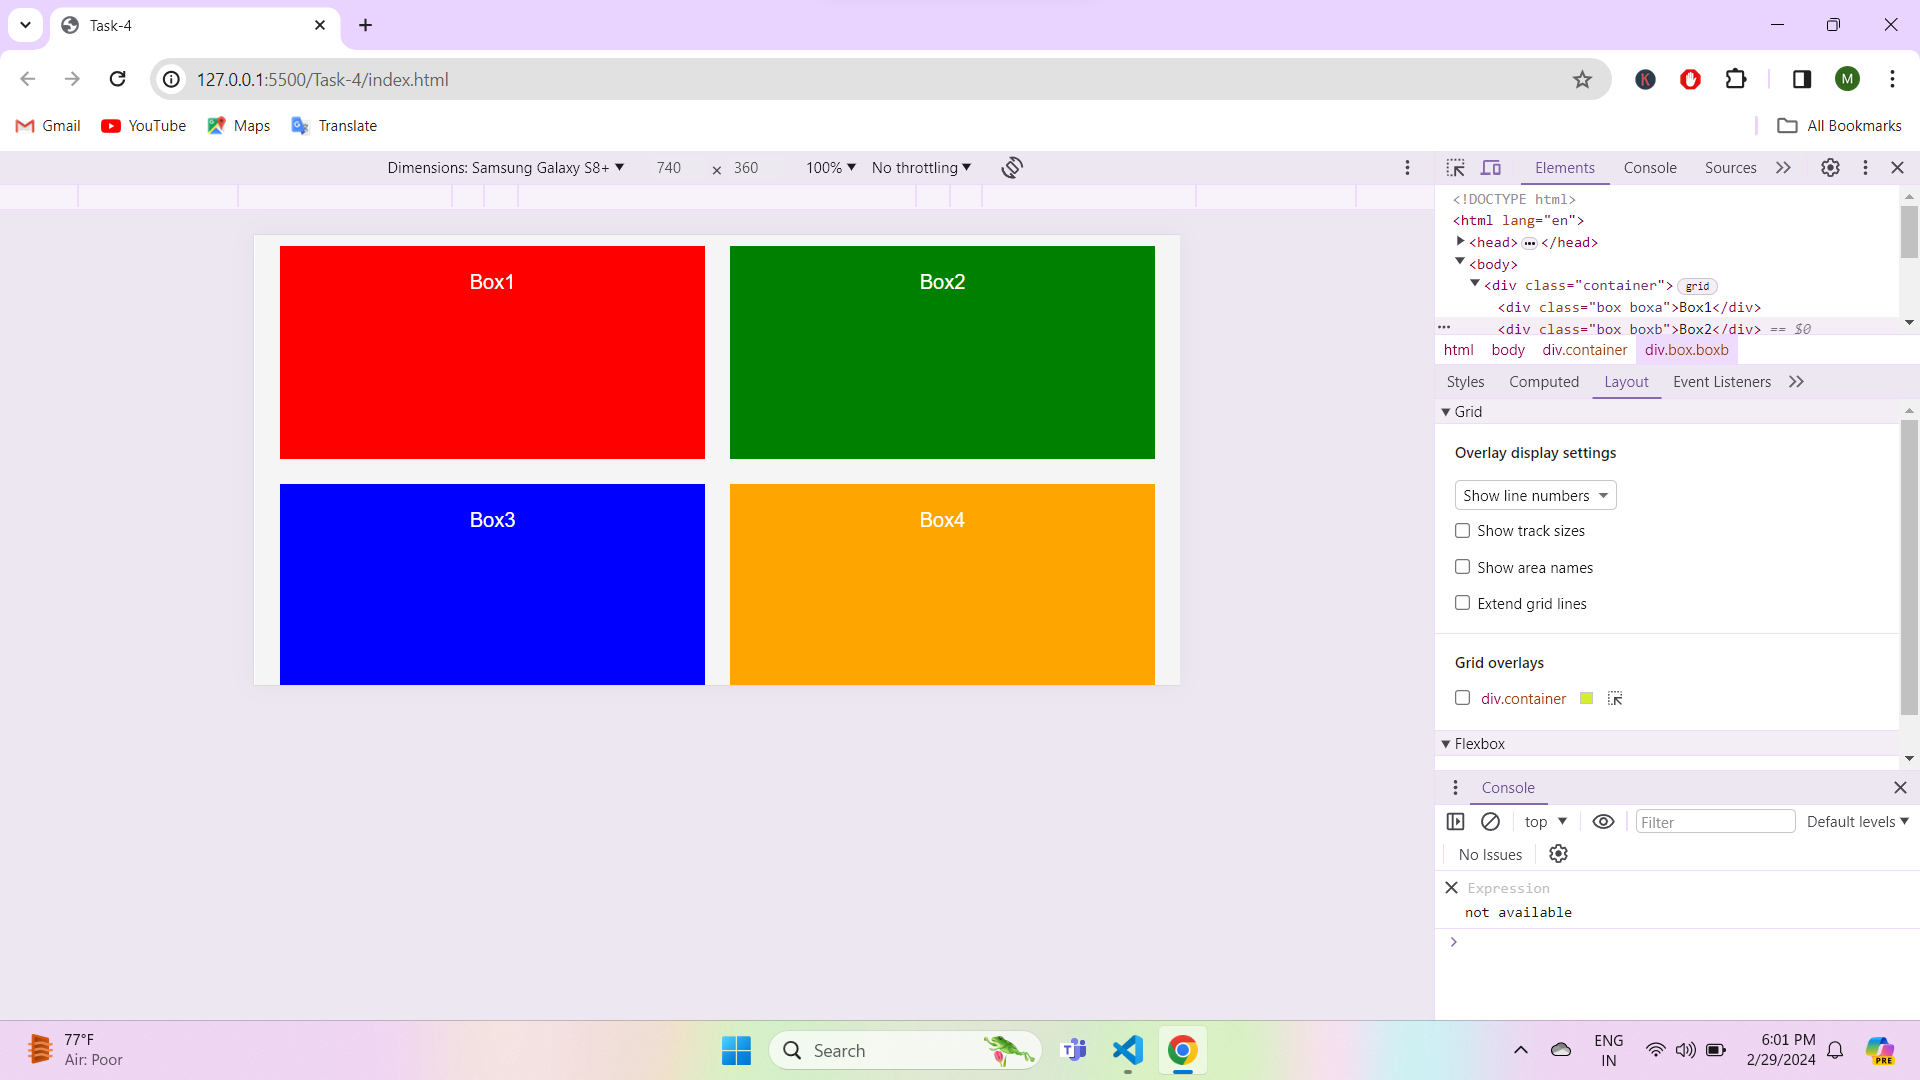 Task-4
127.0.0.1:5500/Task-4/index.html
K
M
Gmail YouTube Maps Translate
All Bookmarks
Dimensions: Samsung Galaxy S8+ 740 × 360 100% No throttling
Elements Console Sources
<!DOCTYPE html>
<html lang="en">
<head> ••• </head>
<body>
<div class="container"> grid
<div class="box boxa">Box1</div>
••• <div class="box boxb">Box2</div> == $0
html body div.container div.box.boxb
Styles Computed Layout Event Listeners
Grid
Overlay display settings
Show line numbers
Show track sizes
Show area names
Extend grid lines
Grid overlays
div.container
Flexbox
Console
top Filter Default levels
No Issues
Expression
not available
Box1 Box2
Box3 Box4
77°F
Air: Poor
Search
ENG
IN
6:01 PM
2/29/2024
PRE